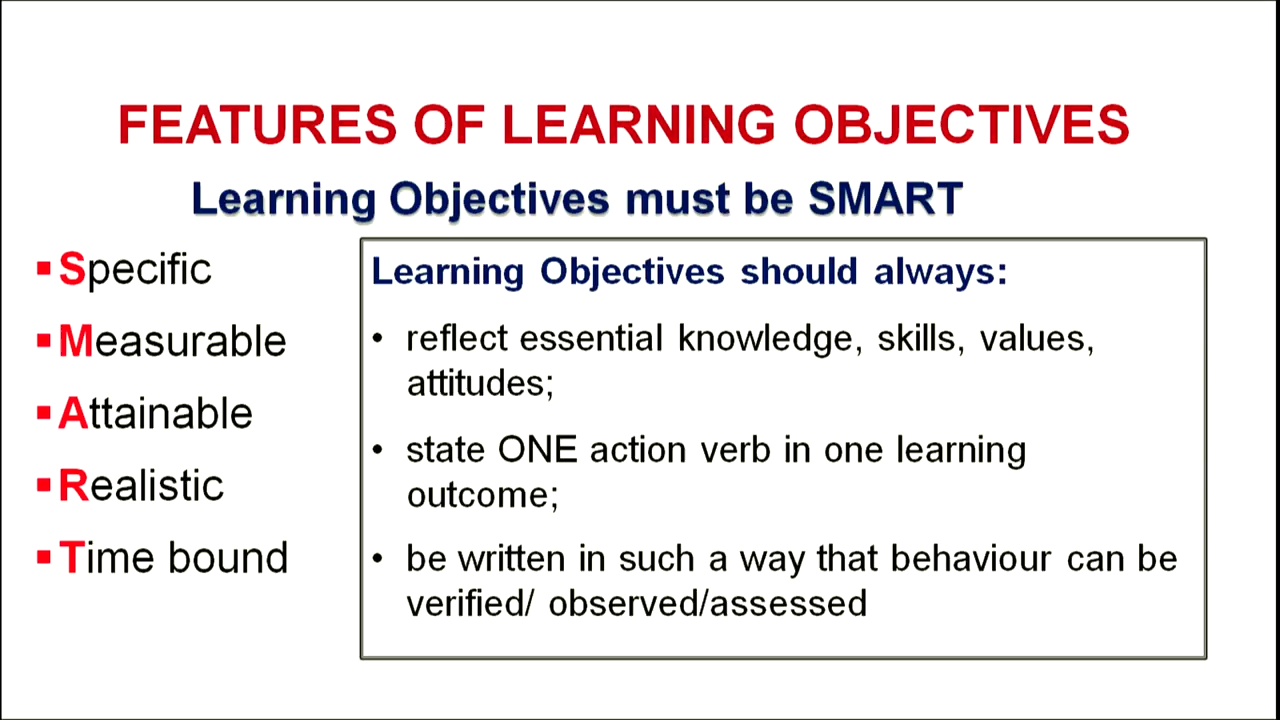 FEATURES OF LEARNING OBJECTIVES
Learning Objectives must be SMART
▪ Specific
▪ Measurable
▪ Attainable
▪ Realistic
▪ Time bound
Learning Objectives should always:
• reflect essential knowledge, skills, values,
attitudes;
• state ONE action verb in one learning
outcome;
• be written in such a way that behaviour can be
verified/ observed/assessed